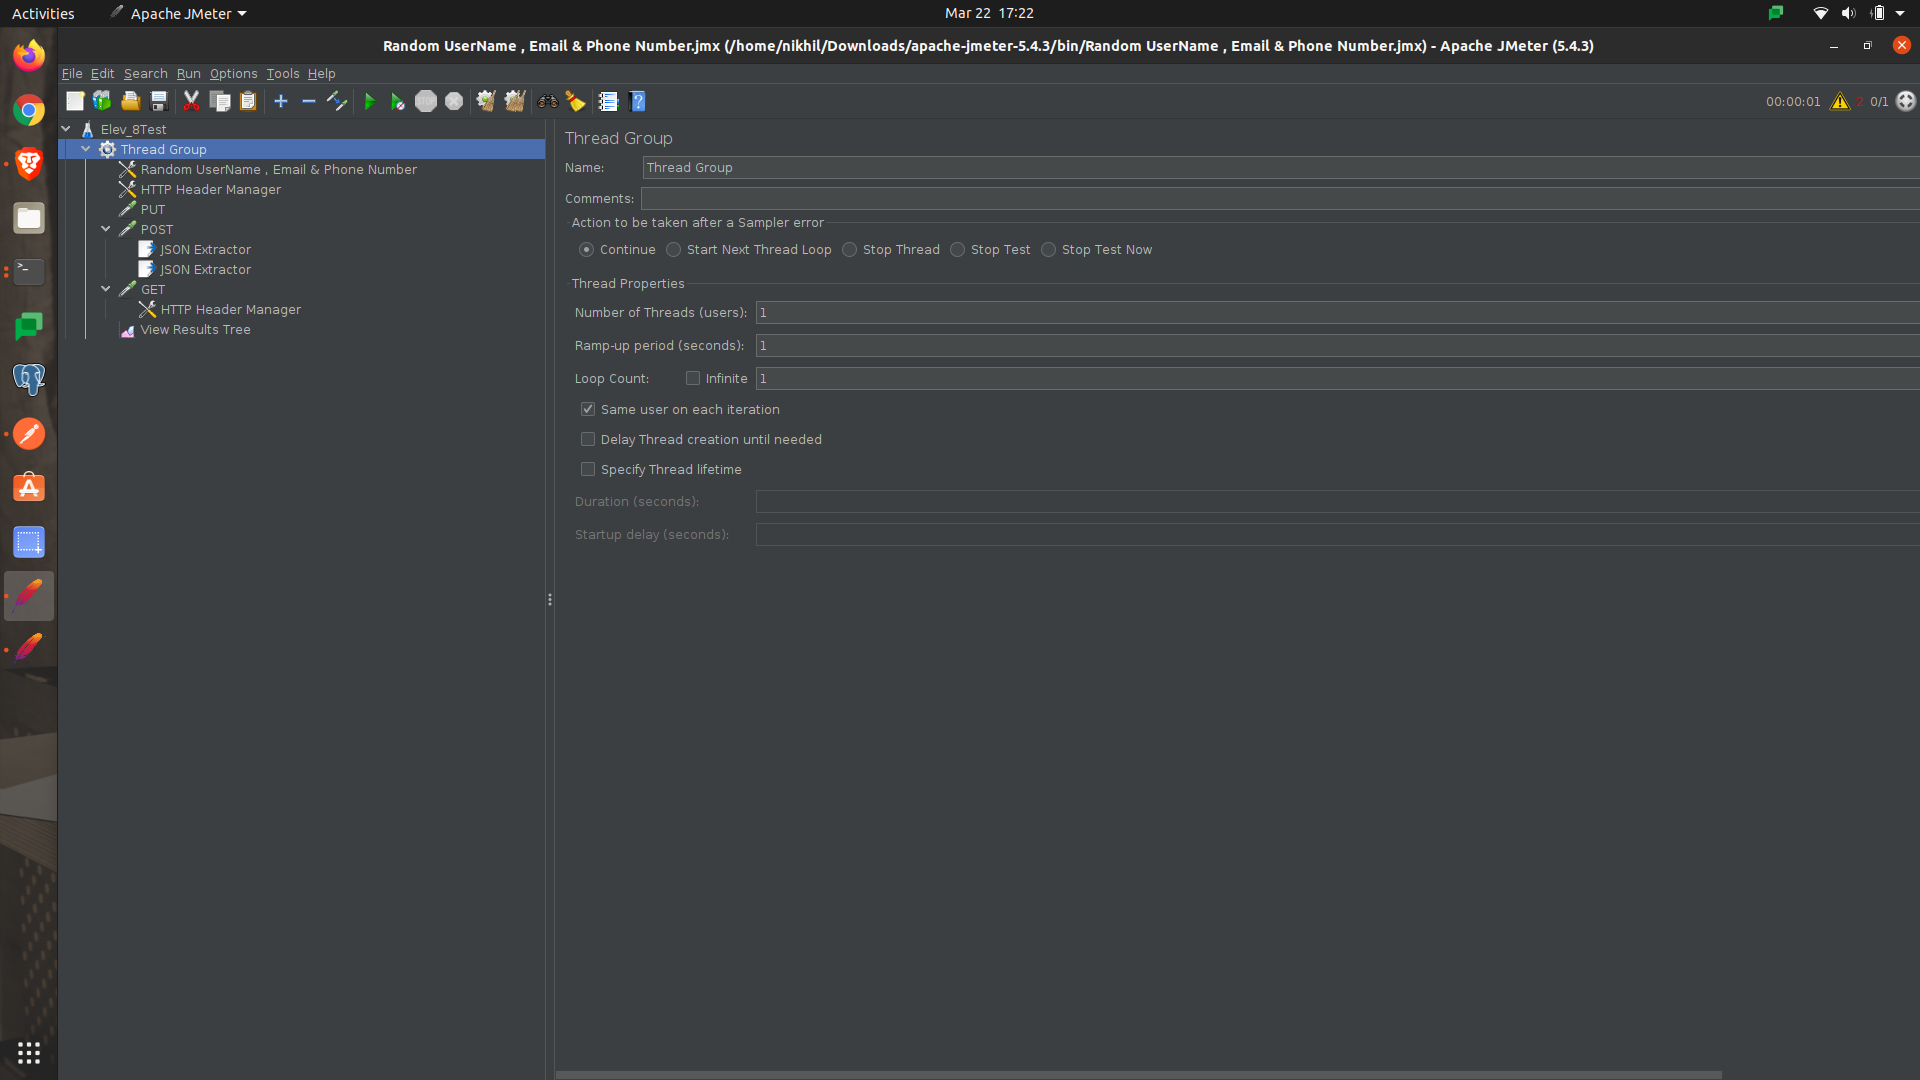 Activities
Apache JMeter
Mar 22 17:22
Random UserName , Email & Phone Number.jmx (/home/nikhil/Downloads/apache-jmeter-5.4.3/bin/Random UserName , Email & Phone Number.jmx) - Apache JMeter (5.4.3)
File Edit Search Run Options Tools Help
STOP
00:00:01 2 0/1
Elev_8Test
Thread Group
Random UserName , Email & Phone Number
HTTP Header Manager
PUT
POST
JSON Extractor
JSON Extractor
GET
HTTP Header Manager
View Results Tree
Thread Group
Name: Thread Group
Comments:
Action to be taken after a Sampler error
Continue Start Next Thread Loop Stop Thread Stop Test Stop Test Now
Thread Properties
Number of Threads (users): 1
Ramp-up period (seconds): 1
Loop Count: Infinite 1
Same user on each iteration
Delay Thread creation until needed
Specify Thread lifetime
Duration (seconds):
Startup delay (seconds):